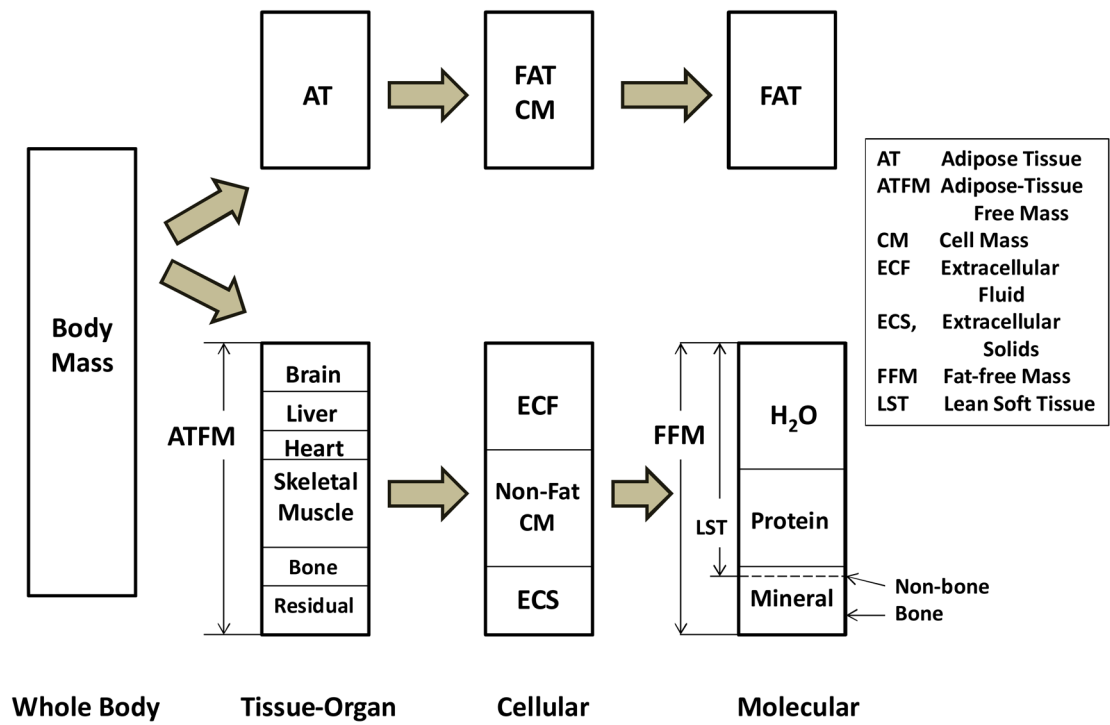 AT
FAT
CM
FAT
Body
Mass
AT Adipose Tissue
ATFM Adipose-Tissue
Free Mass
CM Cell Mass
ECF Extracellular
Fluid
ECS, Extracellular
Solids
FFM Fat-free Mass
LST Lean Soft Tissue
ATFM
Brain
Liver
Heart
Skeletal
Muscle
Bone
Residual
ECF
Non-Fat
CM
ECS
FFM
LST
H₂O
Protein
Mineral
Non-bone
Bone
Whole Body
Tissue-Organ
Cellular
Molecular